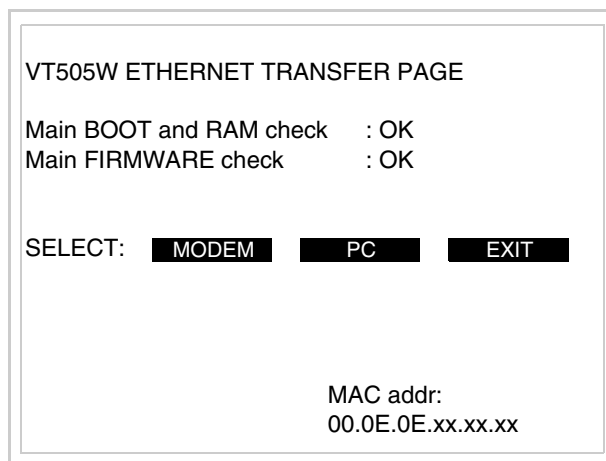 VT505W ETHERNET TRANSFER PAGE
Main BOOT and RAM check : OK
Main FIRMWARE check : OK
SELECT: MODEM PC EXIT
MAC addr:
00.0E.0E.xx.xx.xx